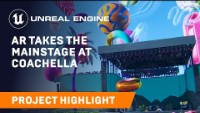 UNREAL ENGINE
AR TAKES THE
MAINSTAGE AT
COACHELLA
PROJECT HIGHLIGHT